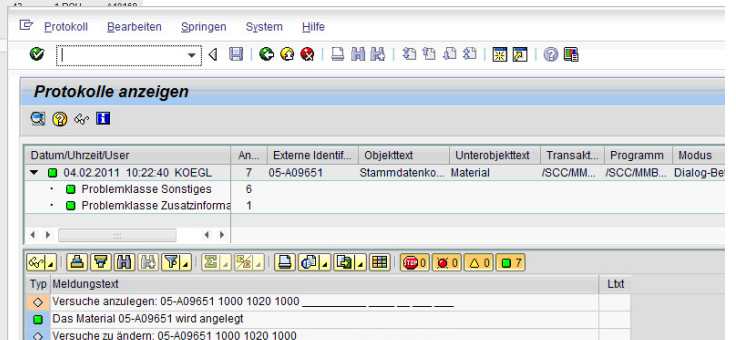 Protokoll Bearbeiten Springen System Hilfe
Protokolle anzeigen
Datum/Uhrzeit/User An... Externe Identif... Objekttext Unterobjekttext Transakt... Programm Modus
04.02.2011 10:22:40 KOEGL 7 05-A09651 Stammdatenko... Material /SCC/MM... /SCC/MMB... Dialog-Be
Problemklasse Sonstiges 6
Problemklasse Zusatzinforma 1
STOP 0 0 0 7
Typ Meldungstext Ltxt
Versuche anzulegen: 05-A09651 1000 1020 1000
Das Material 05-A09651 wird angelegt
Versuche zu ändern: 05-A09651 1000 1020 1000